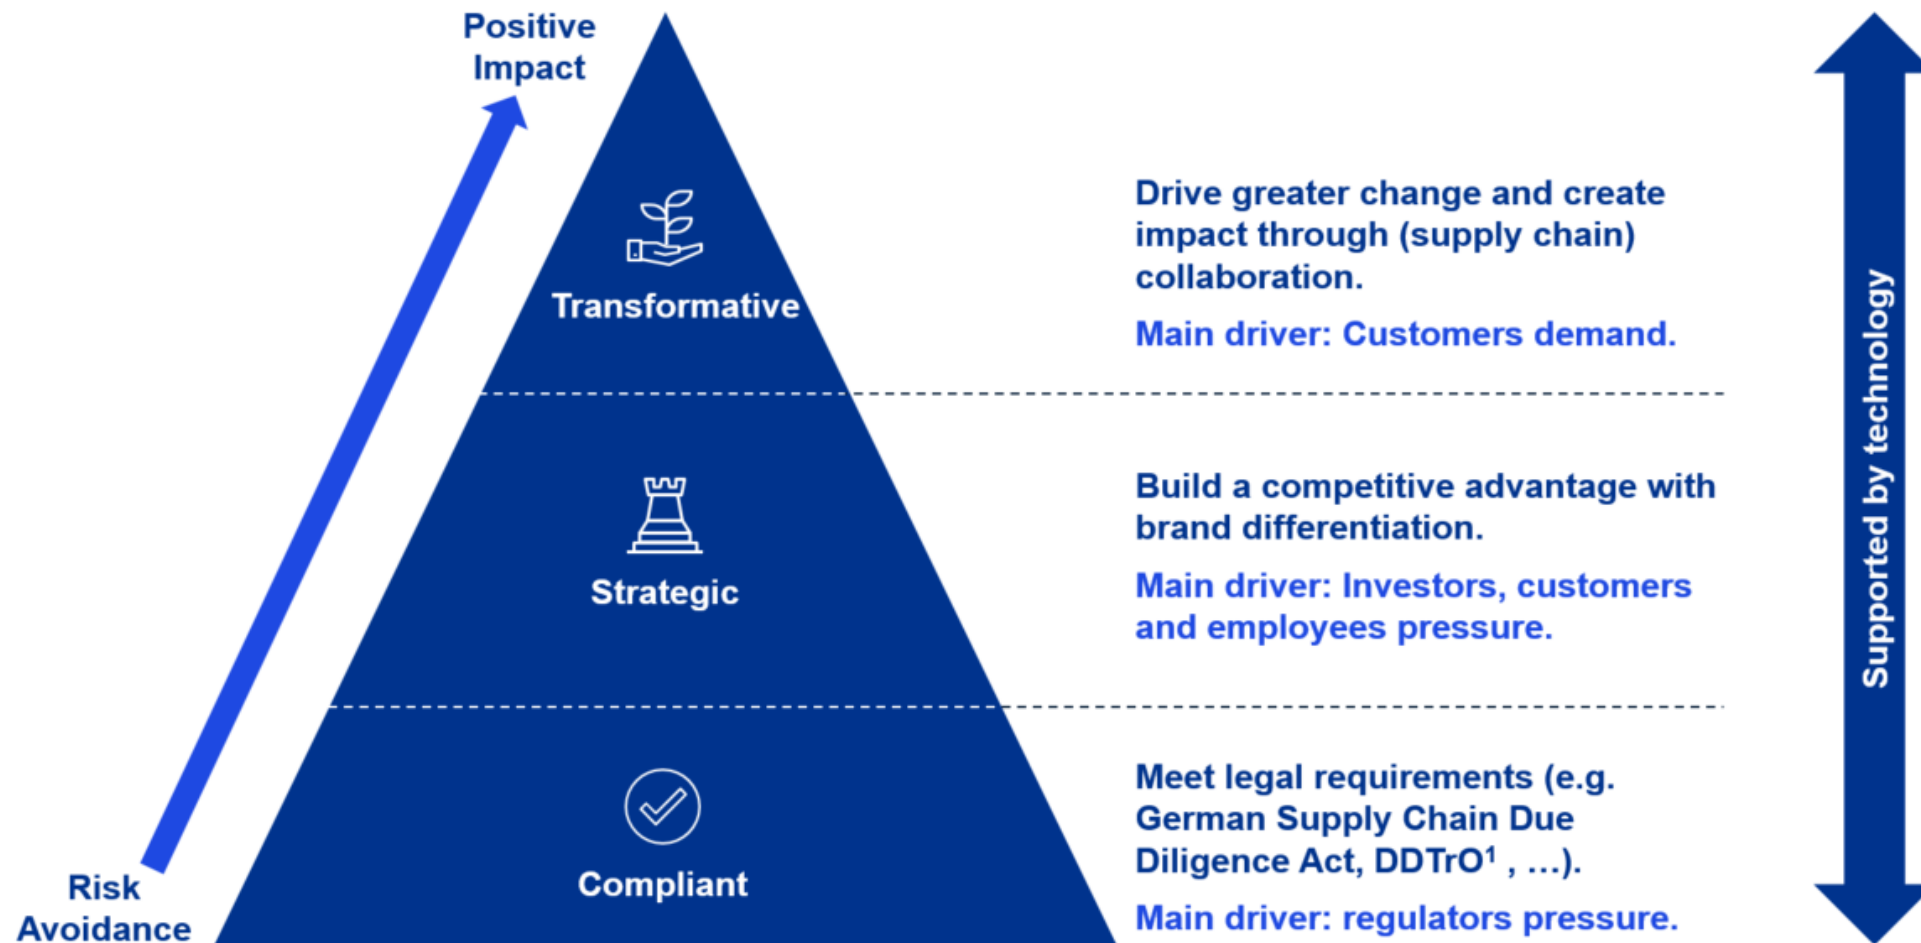 Positive
Impact
Transformative
Drive greater change and create
impact through (supply chain)
collaboration.
Main driver: Customers demand.
Strategic
Build a competitive advantage with
brand differentiation.
Main driver: Investors, customers
and employees pressure.
Compliant
Meet legal requirements (e.g.
German Supply Chain Due
Diligence Act, DDTrO¹ , ...).
Main driver: regulators pressure.
Risk
Avoidance
Supported by technology